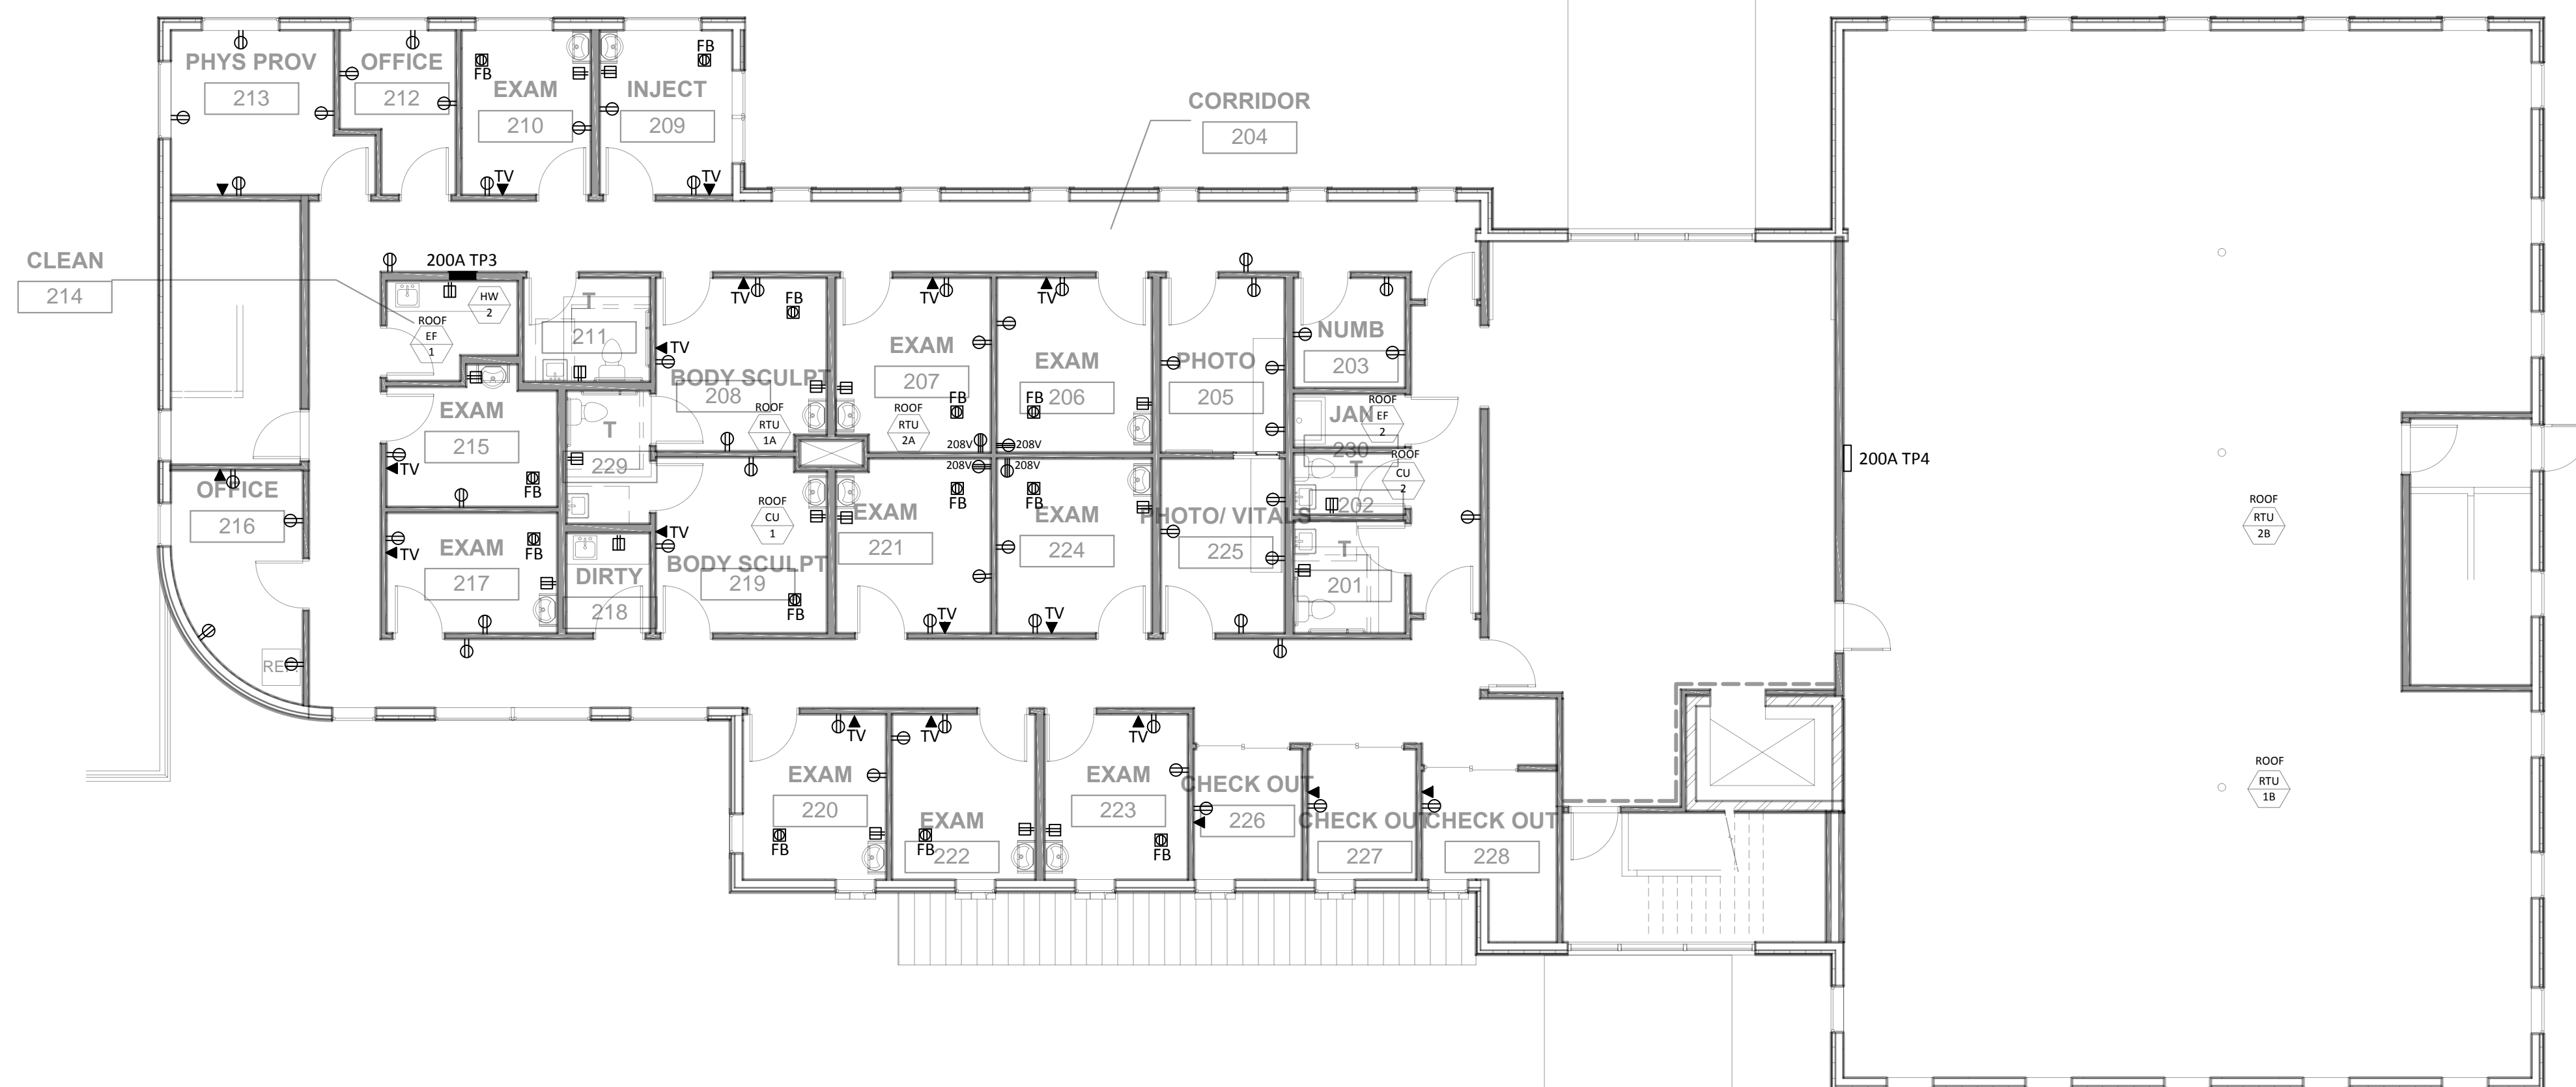 PHYS PROV
213
OFFICE
212
FB
EXAM
210
TV
FB
INJECT
209
TV
CORRIDOR
204
CLEAN
214
200A TP3
HW
2
ROOF
EF
1
T
211
TV
FB
TV
BODY SCULPT
208
ROOF
RTU
1A
TV
EXAM
207
FB
ROOF
RTU
2A
208V
TV
EXAM
206
FB
208V
PHOTO
205
NUMB
203
JAN
230
ROOF
EF
2
EXAM
215
TV
FB
T
229
OFFICE
216
EXAM
217
TV
FB
DIRTY
218
TV
ROOF
CU
1
BODY SCULPT
219
FB
208V
FB
EXAM
221
TV
208V
FB
EXAM
224
TV
PHOTO/ VITALS
225
T
202
ROOF
CU
2
T
201
200A TP4
ROOF
RTU
2B
ROOF
RTU
1B
TV
EXAM
220
FB
TV
EXAM
222
FB
TV
EXAM
223
FB
CHECK OUT
226
CHECK OUT
227
CHECK OUT
228